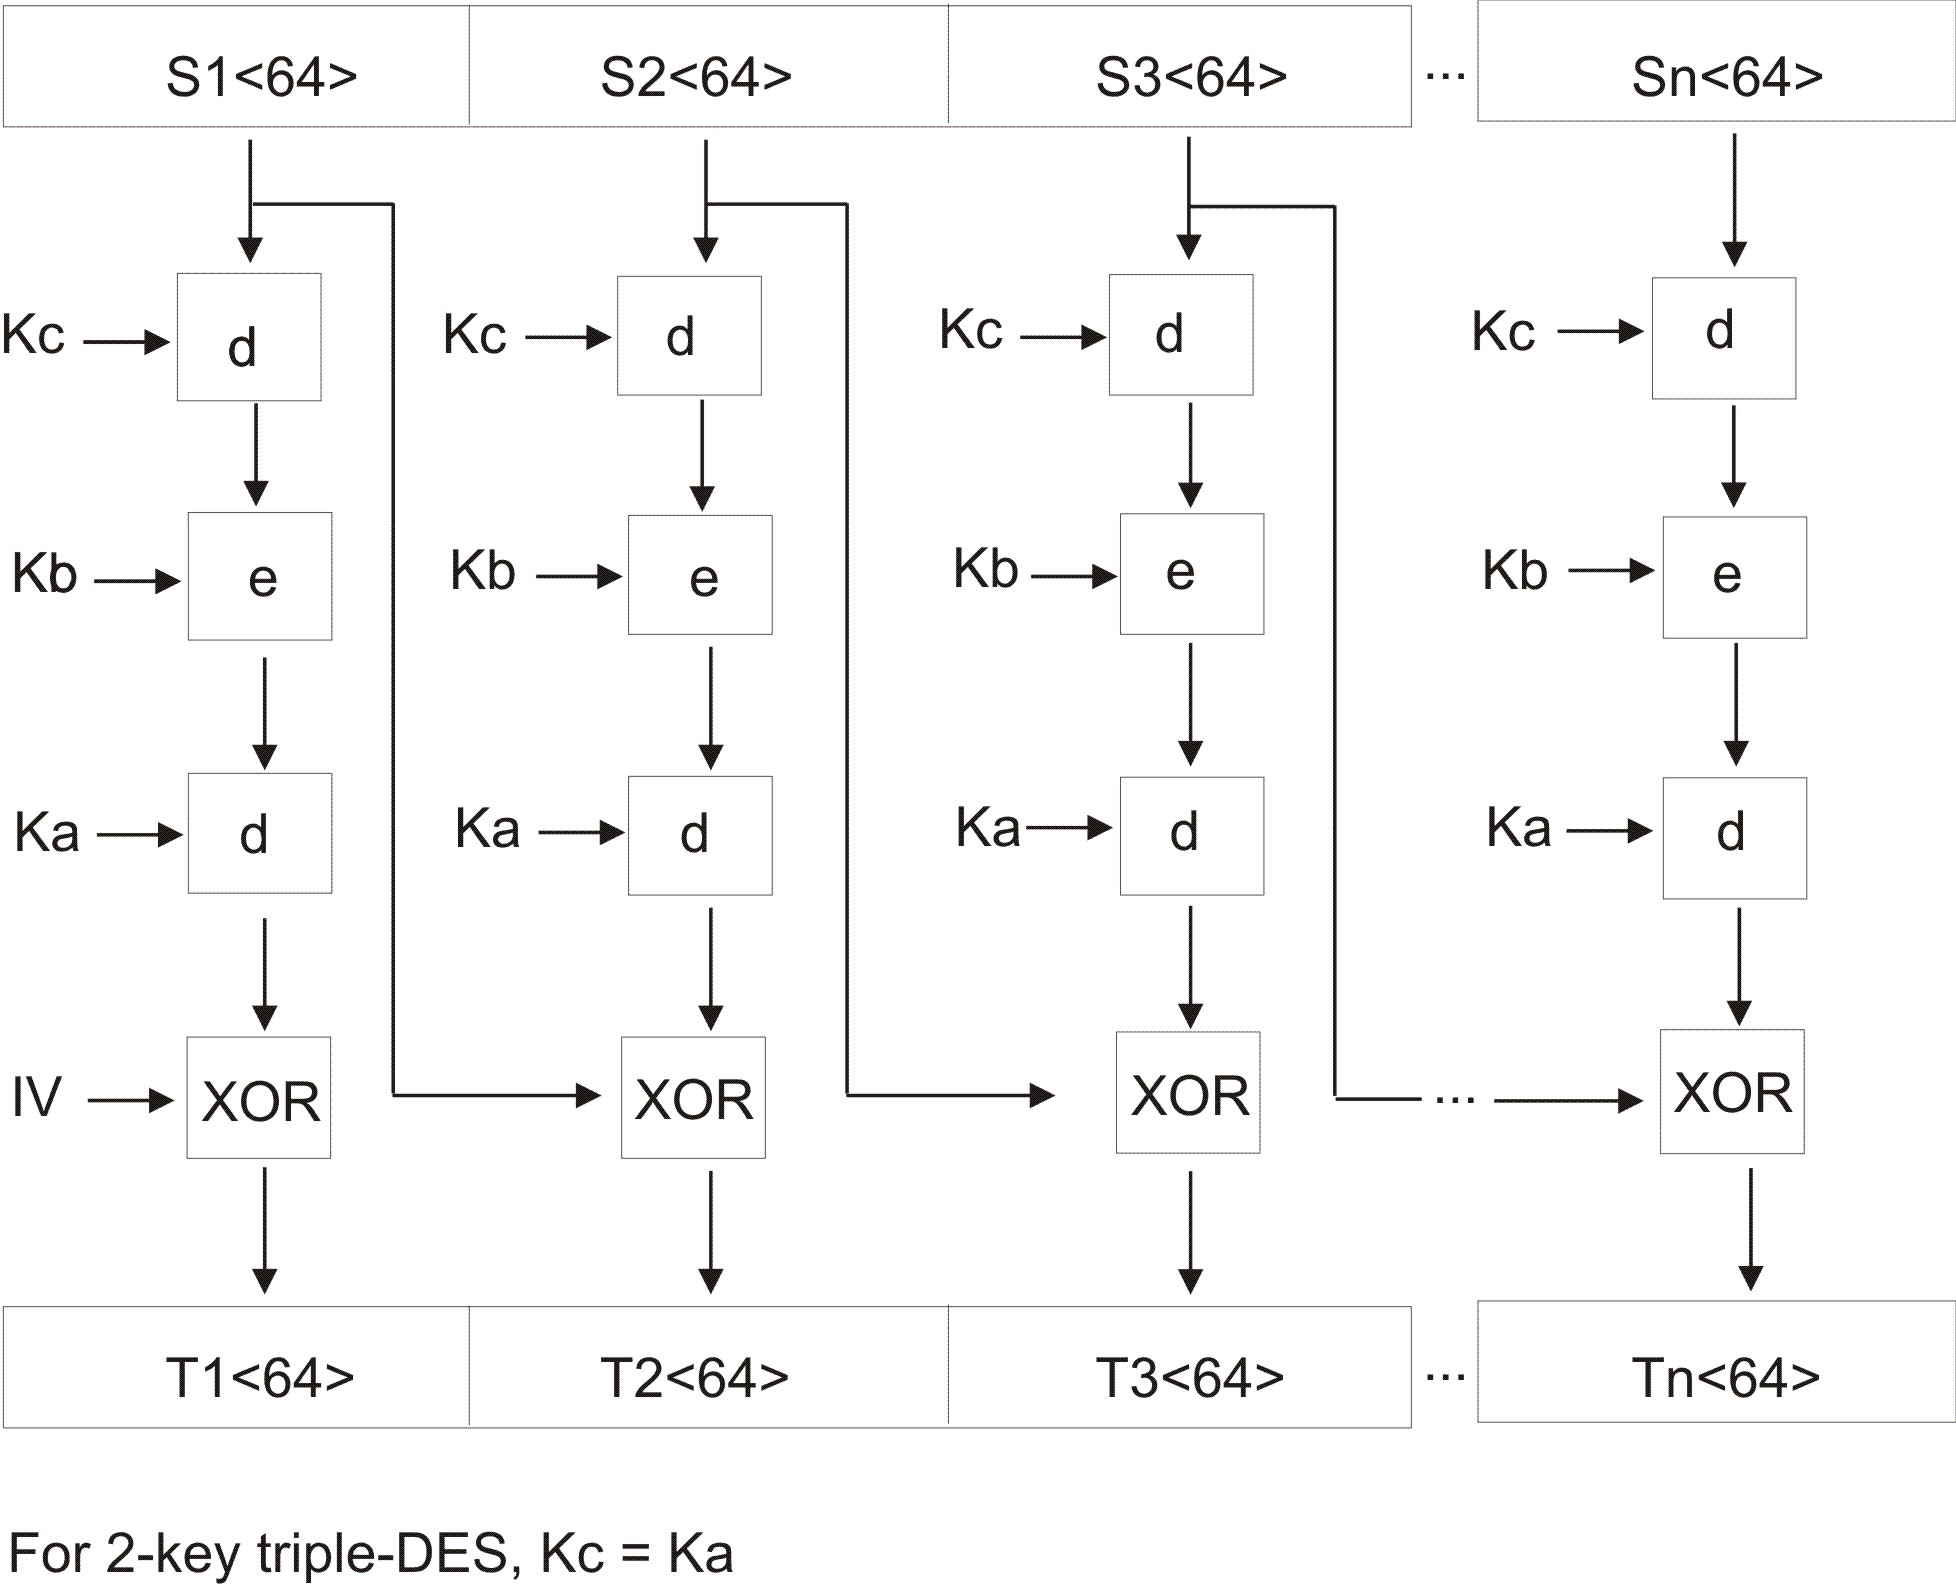 S1<64> S2<64> S3<64> ... Sn<64>
Kc d Kc d Kc d Kc d
Kb e Kb e Kb e Kb e
Ka d Ka d Ka d Ka d
IV XOR XOR XOR ... XOR
T1<64> T2<64> T3<64> ... Tn<64>
For 2-key triple-DES, Kc = Ka